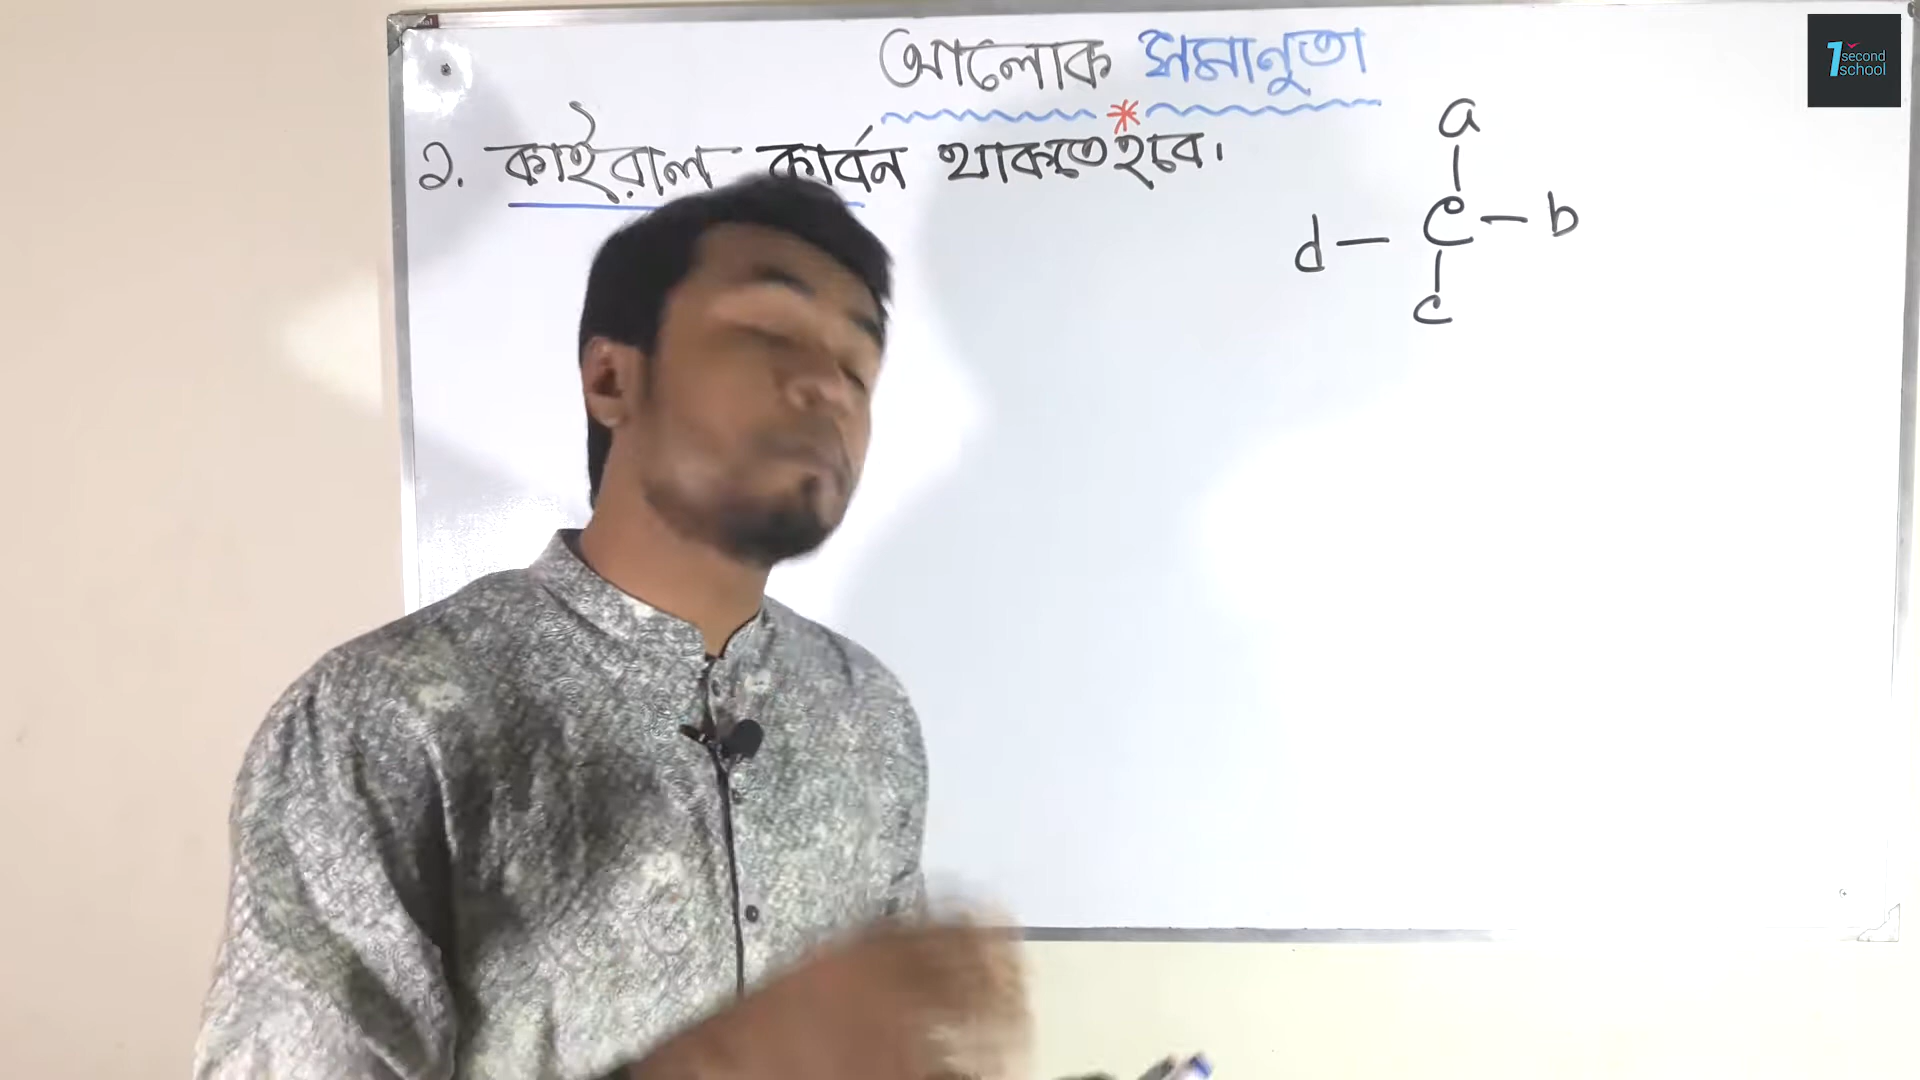 আলোক সমানুতা
*
১. কাইরাল কার্বন থাকতে হবে।
a
d — C — b
c
1 second school